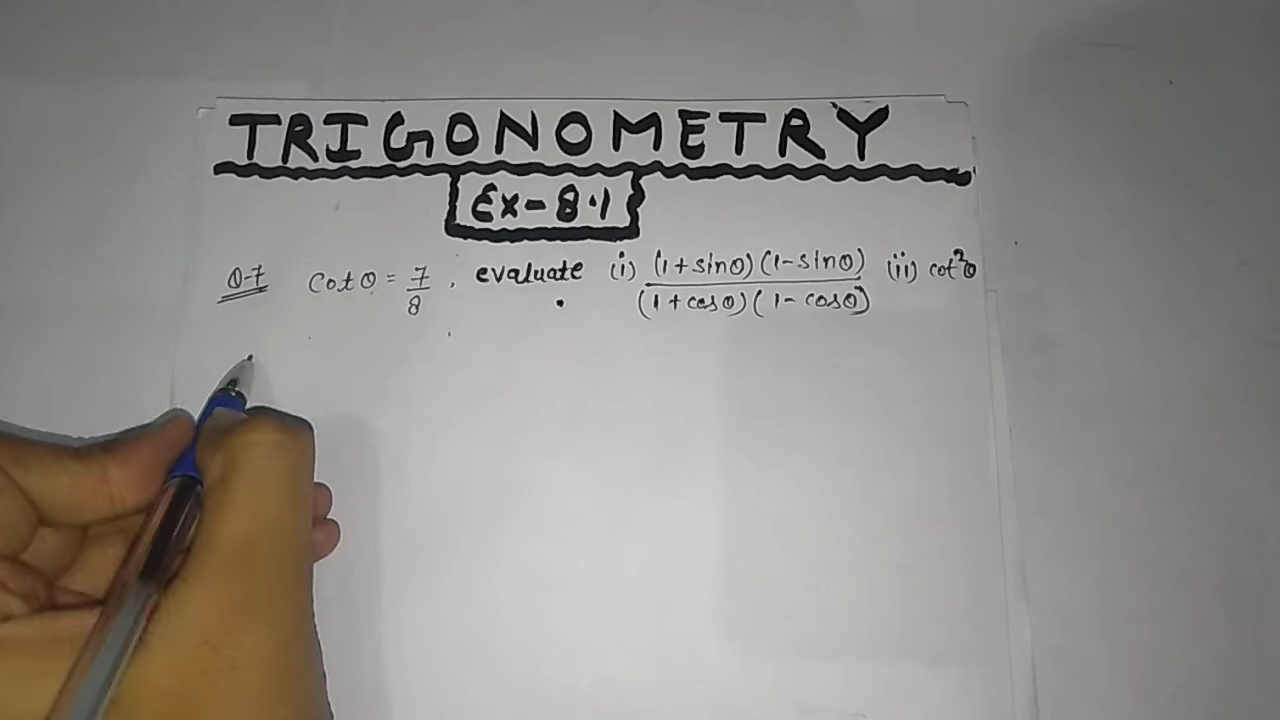 TRIGONOMETRY
Ex-8.1
Q-7 Cot θ = 7/8 . evaluate (i) (1+sinθ)(1-sinθ)/(1+cosθ)(1-cosθ) (ii) cot²θ